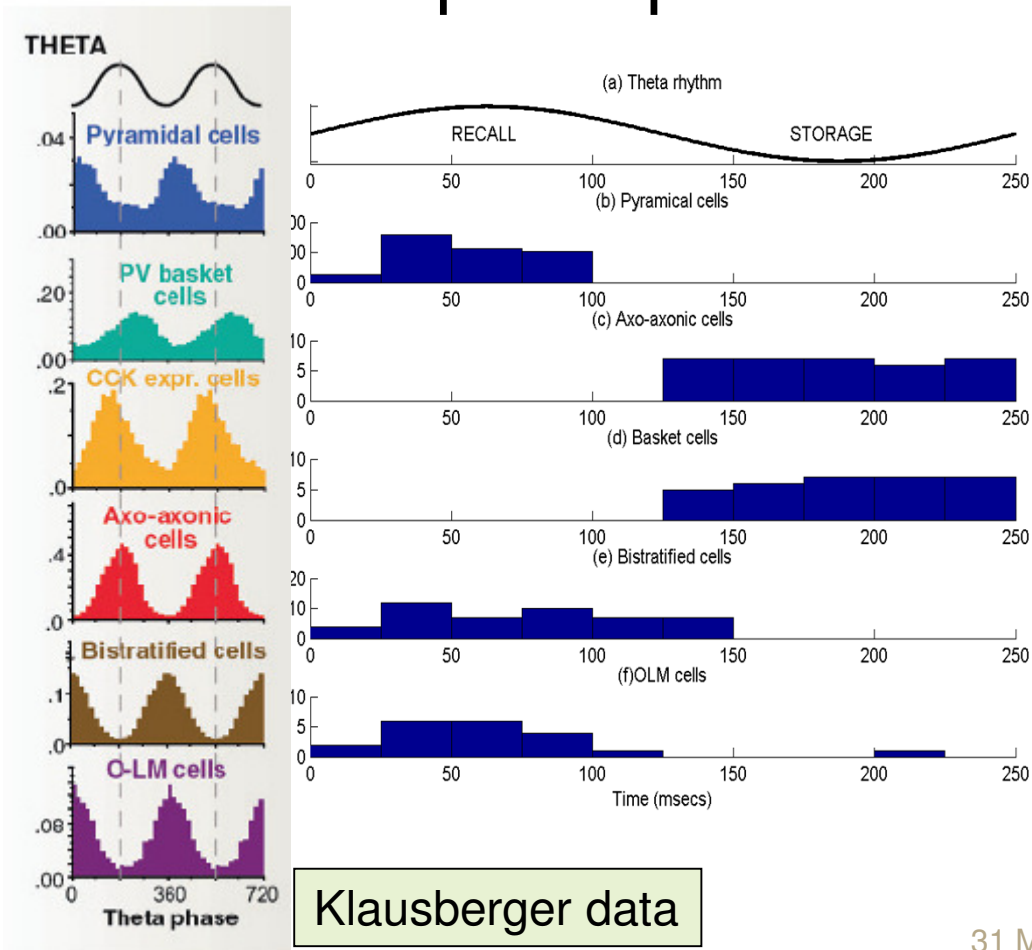 THETA
.04
Pyramidal cells
.00
PV basket
cells
.20
.00
CCK expr. cells
.2
.0
Axo-axonic
cells
.4
.0
Bistratified cells
.1
.0
O-LM cells
.08
.00
0 360 720
Theta phase
(a) Theta rhythm
RECALL STORAGE
0 50 100 150 200 250
(b) Pyramical cells
00
00
0
0 50 100 150 200 250
(c) Axo-axonic cells
10
5
0
0 50 100 150 200 250
(d) Basket cells
10
5
0
0 50 100 150 200 250
(e) Bistratified cells
20
10
0
0 50 100 150 200 250
(f)OLM cells
10
5
0
0 50 100 150 200 250
Time (msecs)
Klausberger data
31 M